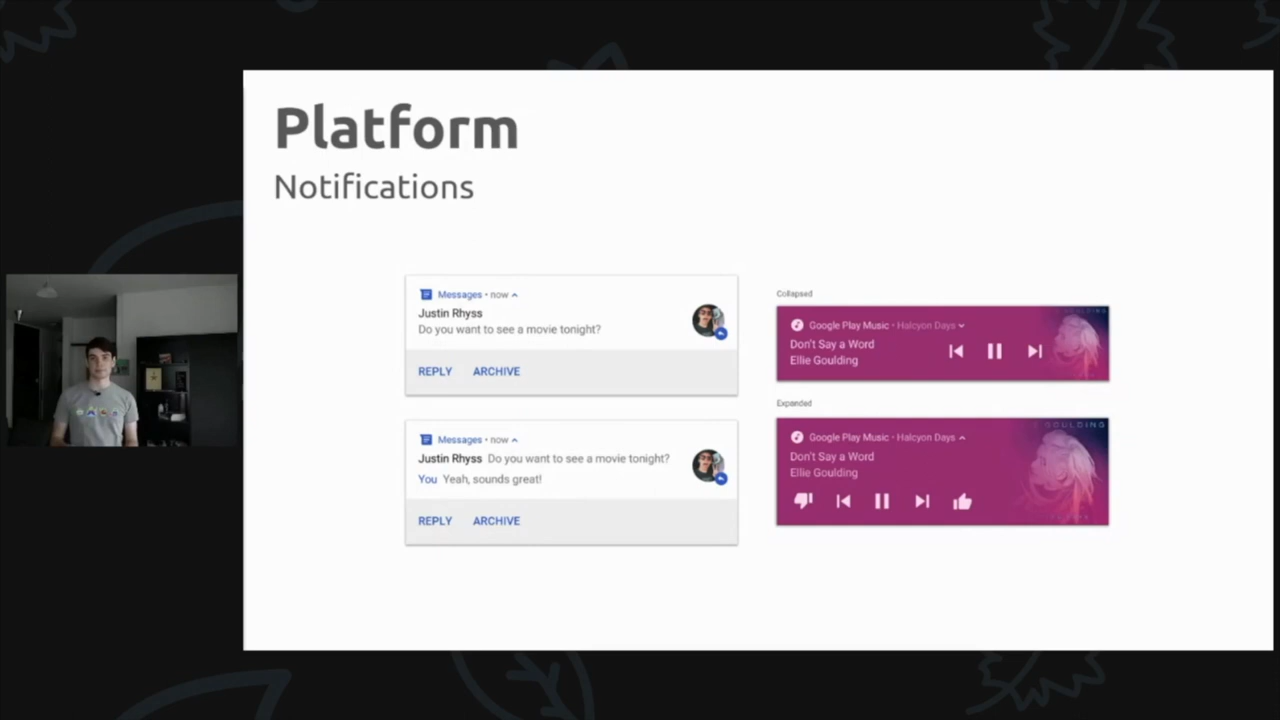 Platform
Notifications
Messages • now
Justin Rhyss
Do you want to see a movie tonight?
REPLY ARCHIVE
Messages • now
Justin Rhyss Do you want to see a movie tonight?
You Yeah, sounds great!
REPLY ARCHIVE
Collapsed
Google Play Music • Halcyon Days
Don't Say a Word
Ellie Goulding
Expanded
Google Play Music • Halcyon Days
GOULDING
Don't Say a Word
Ellie Goulding